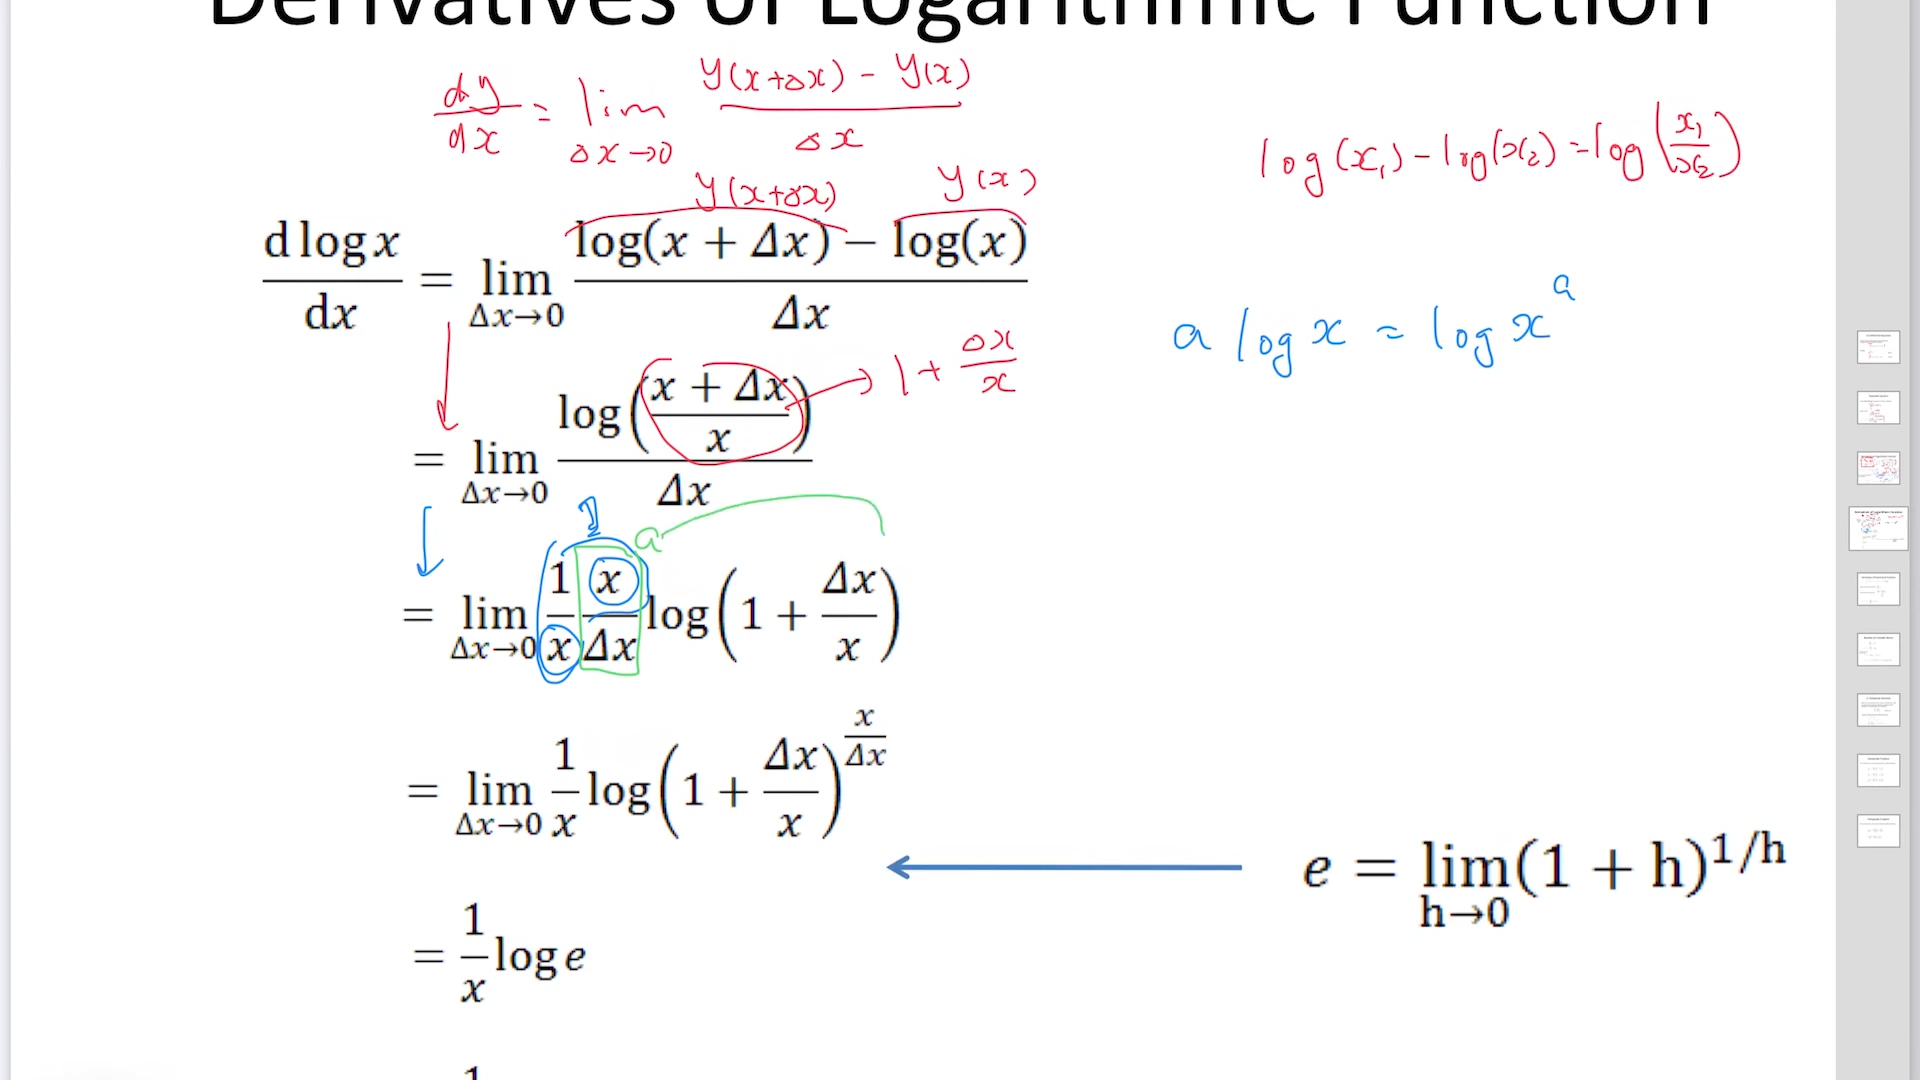 Derivatives of Logarithmic Function
dy/dx = lim Δx→0 (y(x+Δx) - y(x))/Δx
log(x₁) - log(x₂) = log(x₁/x₂)
y(x+Δx) y(x)
d log x/dx = lim Δx→0 (log(x + Δx) − log(x))/Δx
a log x = log xᵃ
= lim Δx→0 log((x + Δx)/x)/Δx → 1 + Δx/x
a
= lim Δx→0 1/x x/Δx log(1 + Δx/x)
= lim Δx→0 1/x log(1 + Δx/x)^(x/Δx)
e = lim h→0 (1 + h)^1/h
= 1/x log e
1